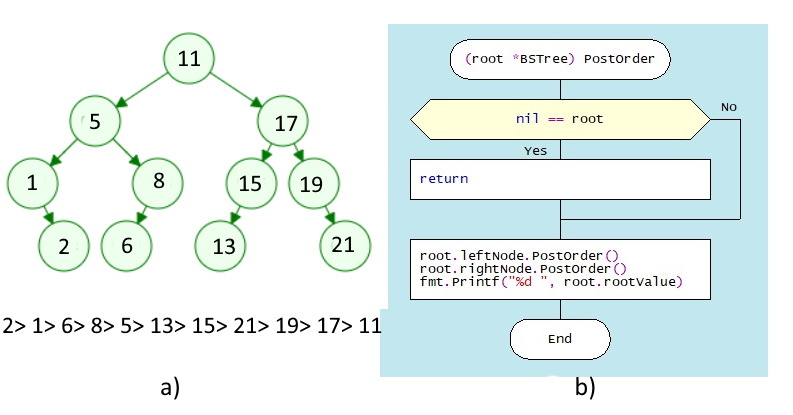 11
5
17
1
8
15
19
2
6
13
21
2> 1> 6> 8> 5> 13> 15> 21> 19> 17> 11
a)
(root *BSTree) PostOrder
nil == root
No
Yes
return
root.leftNode.PostOrder()
root.rightNode.PostOrder()
fmt.Printf("%d ", root.rootValue)
End
b)